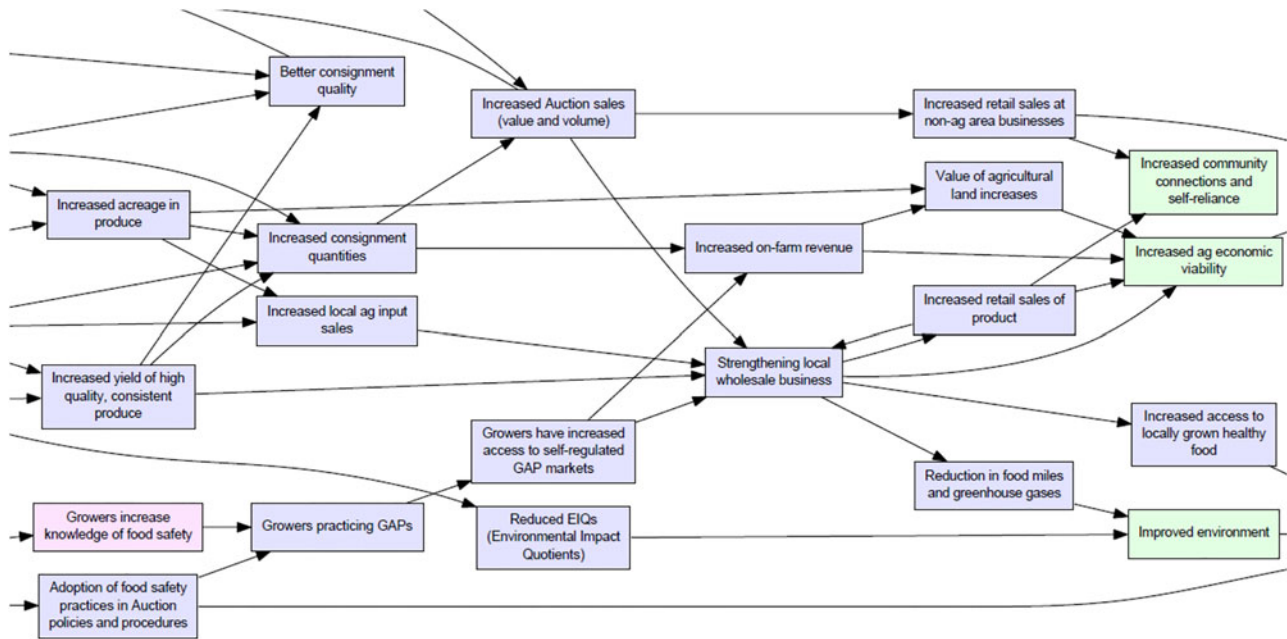 Better consignment
quality
Increased Auction sales
(value and volume)
Increased retail sales at
non-ag area businesses
Increased community
connections and
self-reliance
Increased acreage in
produce
Value of agricultural
land increases
Increased consignment
quantities
Increased on-farm revenue
Increased ag economic
viability
Increased local ag input
sales
Increased retail sales of
product
Increased yield of high
quality, consistent
produce
Strengthening local
wholesale business
Increased access to
locally grown healthy
food
Growers have increased
access to self-regulated
GAP markets
Reduction in food miles
and greenhouse gases
Growers increase
knowledge of food safety
Growers practicing GAPs
Reduced EIQs
(Environmental Impact
Quotients)
Improved environment
Adoption of food safety
practices in Auction
policies and procedures